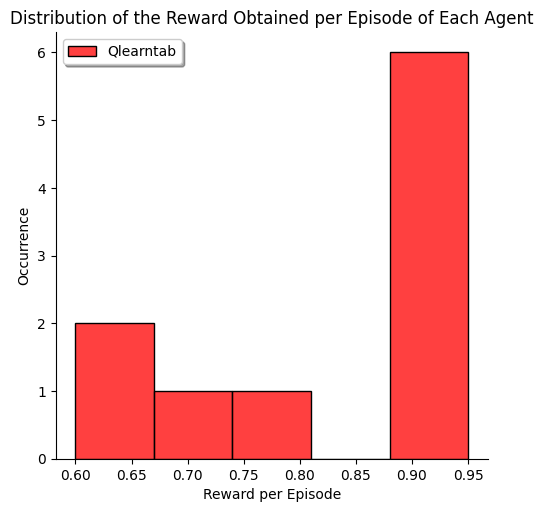 Distribution of the Reward Obtained per Episode of Each Agent
Qlearntab
6
5
4
3
2
1
0
Occurrence
0.60 0.65 0.70 0.75 0.80 0.85 0.90 0.95
Reward per Episode